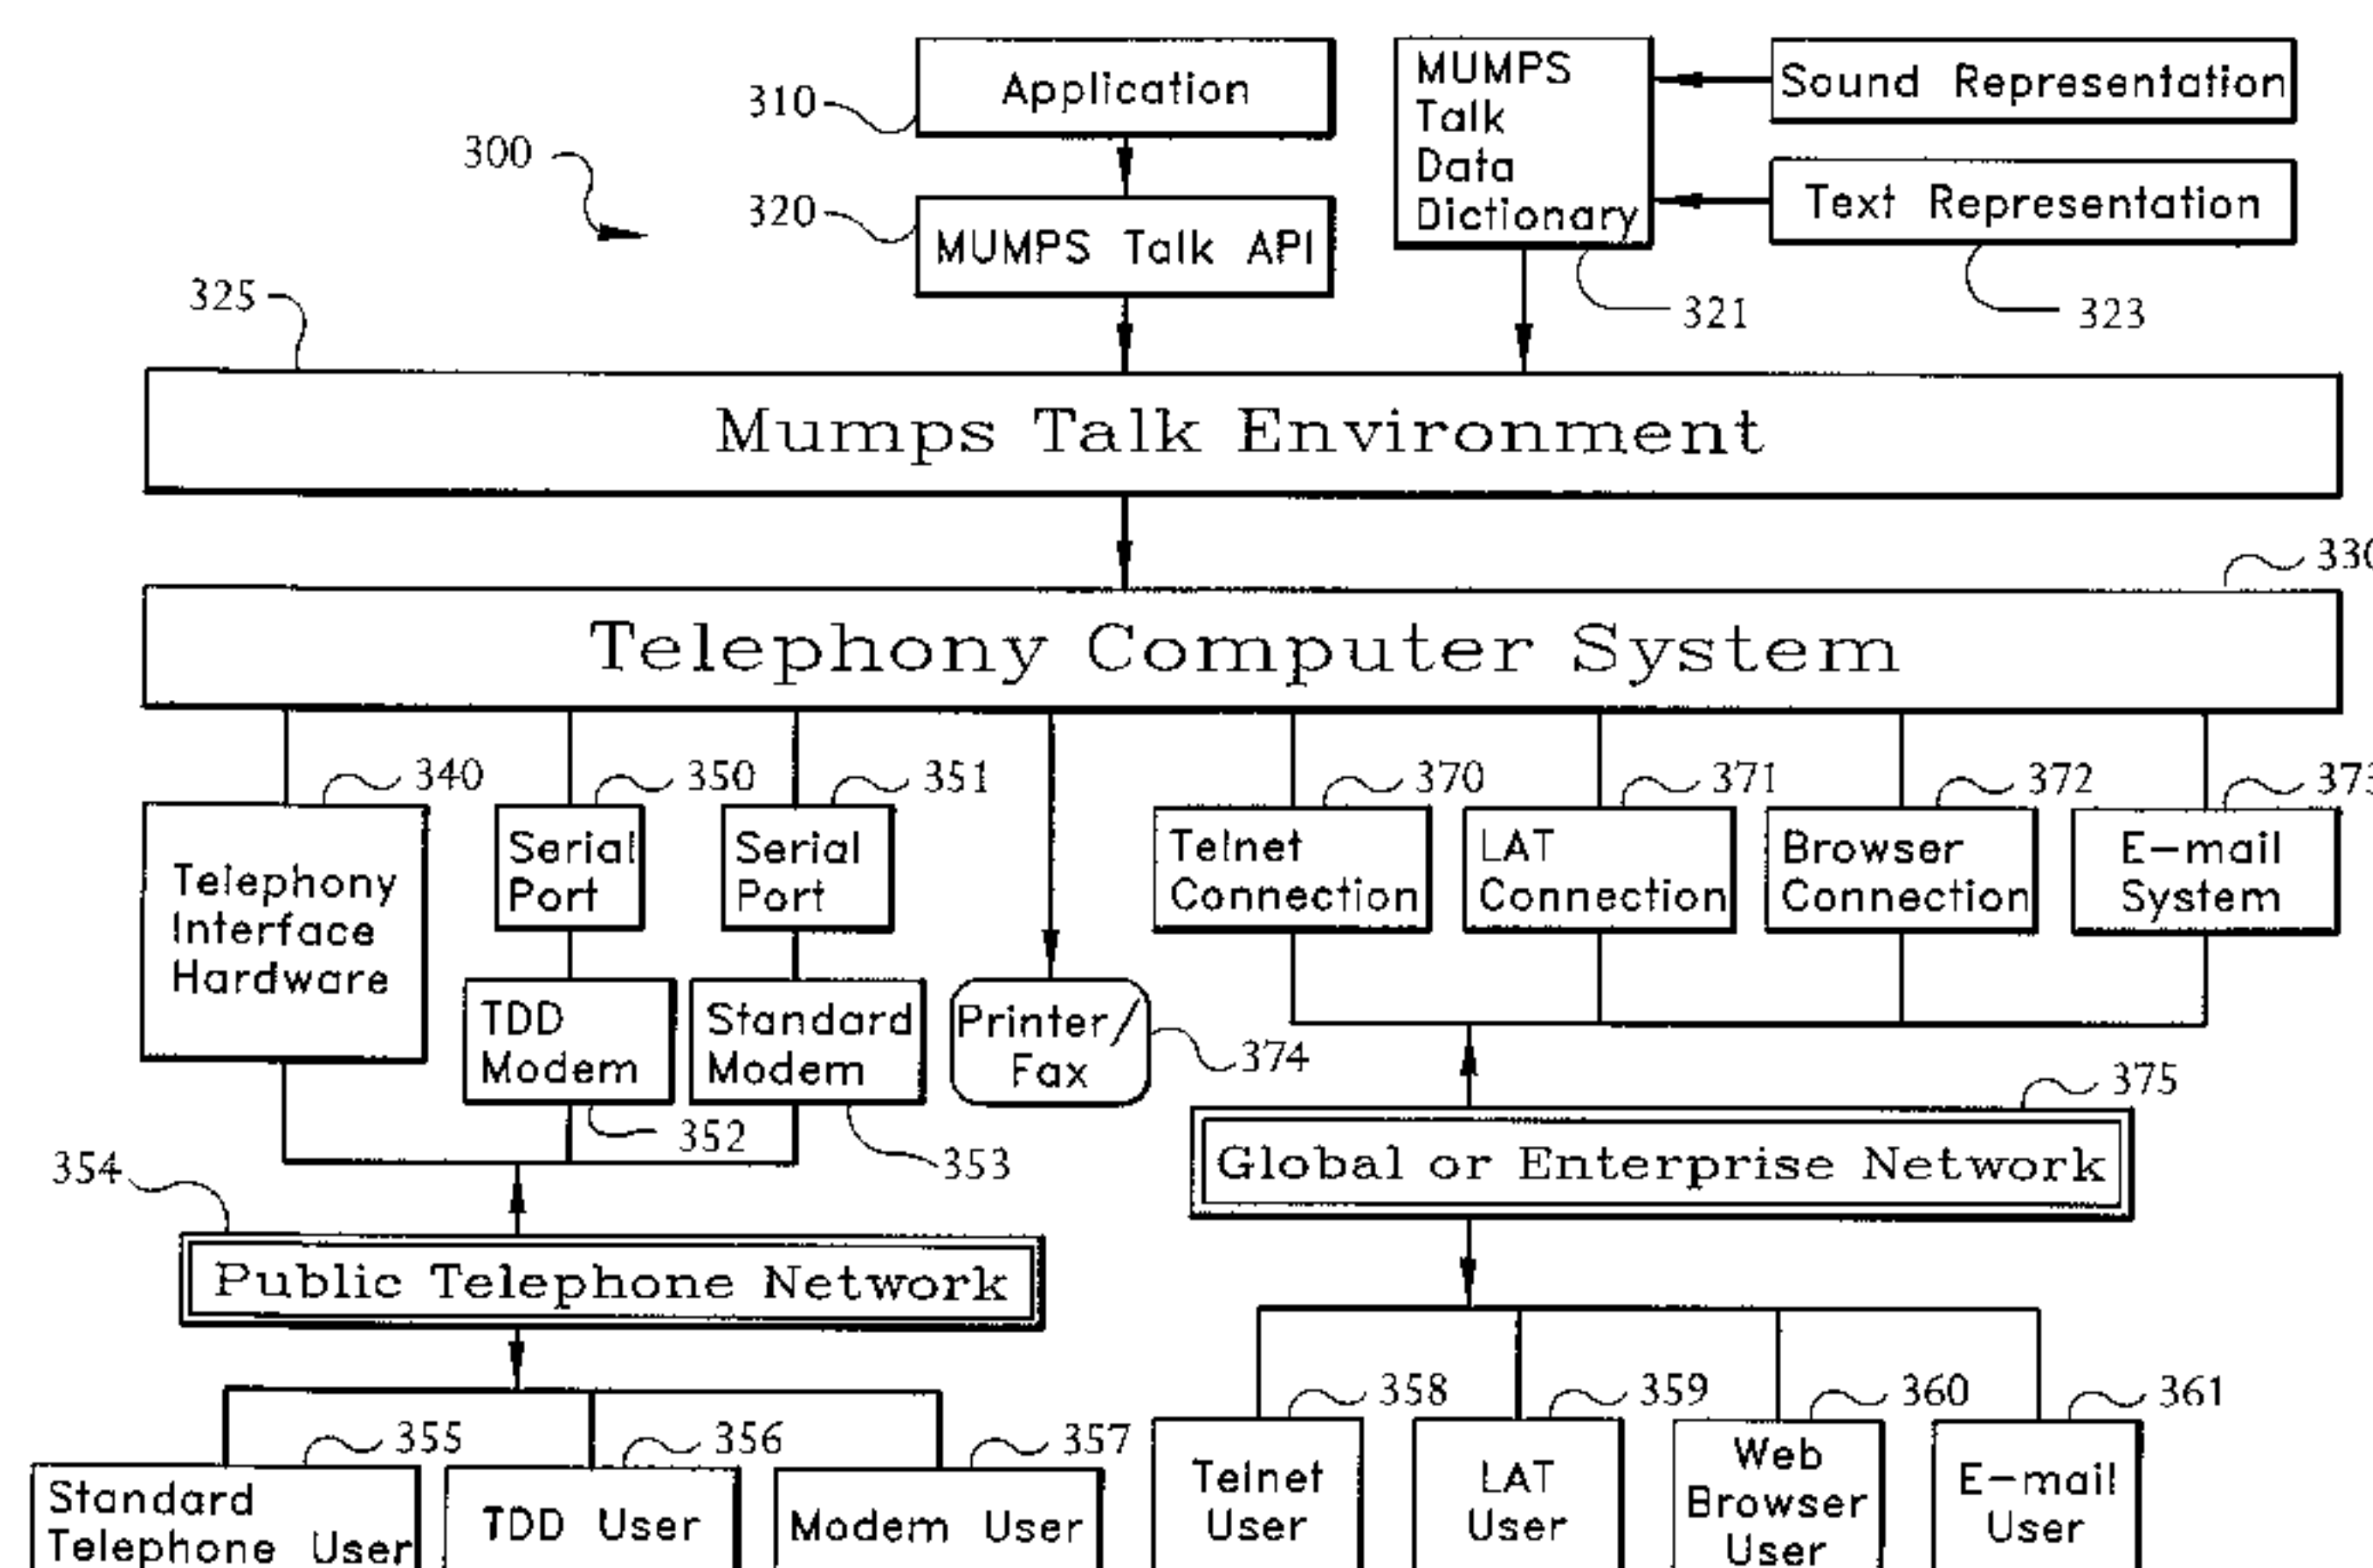 Application
310
MUMPS
Talk
Data
Dictionary
Sound Representation
300
320
MUMPS Talk API
Text Representation
325
321
323
Mumps Talk Environment
330
Telephony Computer System
340
350
351
370
371
372
373
Telephony
Interface
Hardware
Serial
Port
Serial
Port
Telnet
Connection
LAT
Connection
Browser
Connection
E-mail
System
TDD
Modem
Standard
Modem
Printer/
Fax
374
352
353
354
375
Global or Enterprise Network
Public Telephone Network
355
356
357
358
359
360
361
Standard
Telephone User
TDD User
Modem User
Telnet
User
LAT
User
Web
Browser
User
E-mail
User